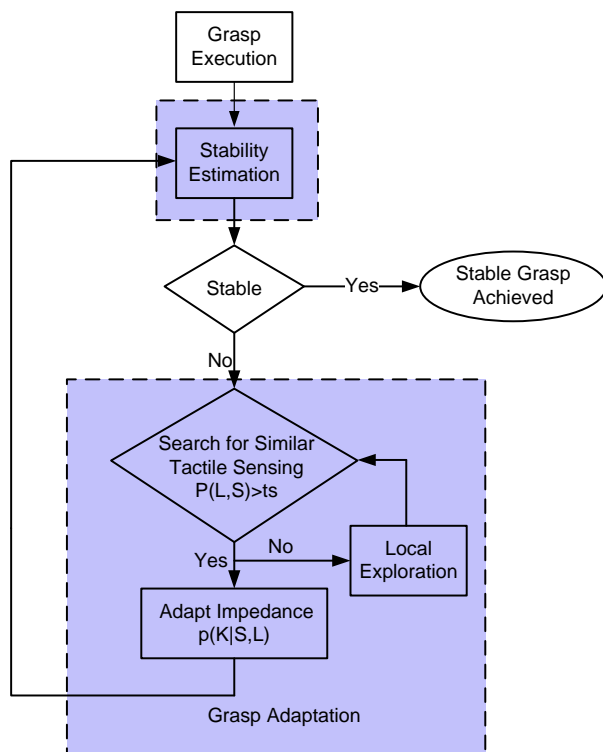 Grasp
Execution
Stability
Estimation
Stable
Yes
Stable Grasp
Achieved
No
Search for Similar
Tactile Sensing
P(L,S)>ts
Yes
No
Local
Exploration
Adapt Impedance
p(K|S,L)
Grasp Adaptation